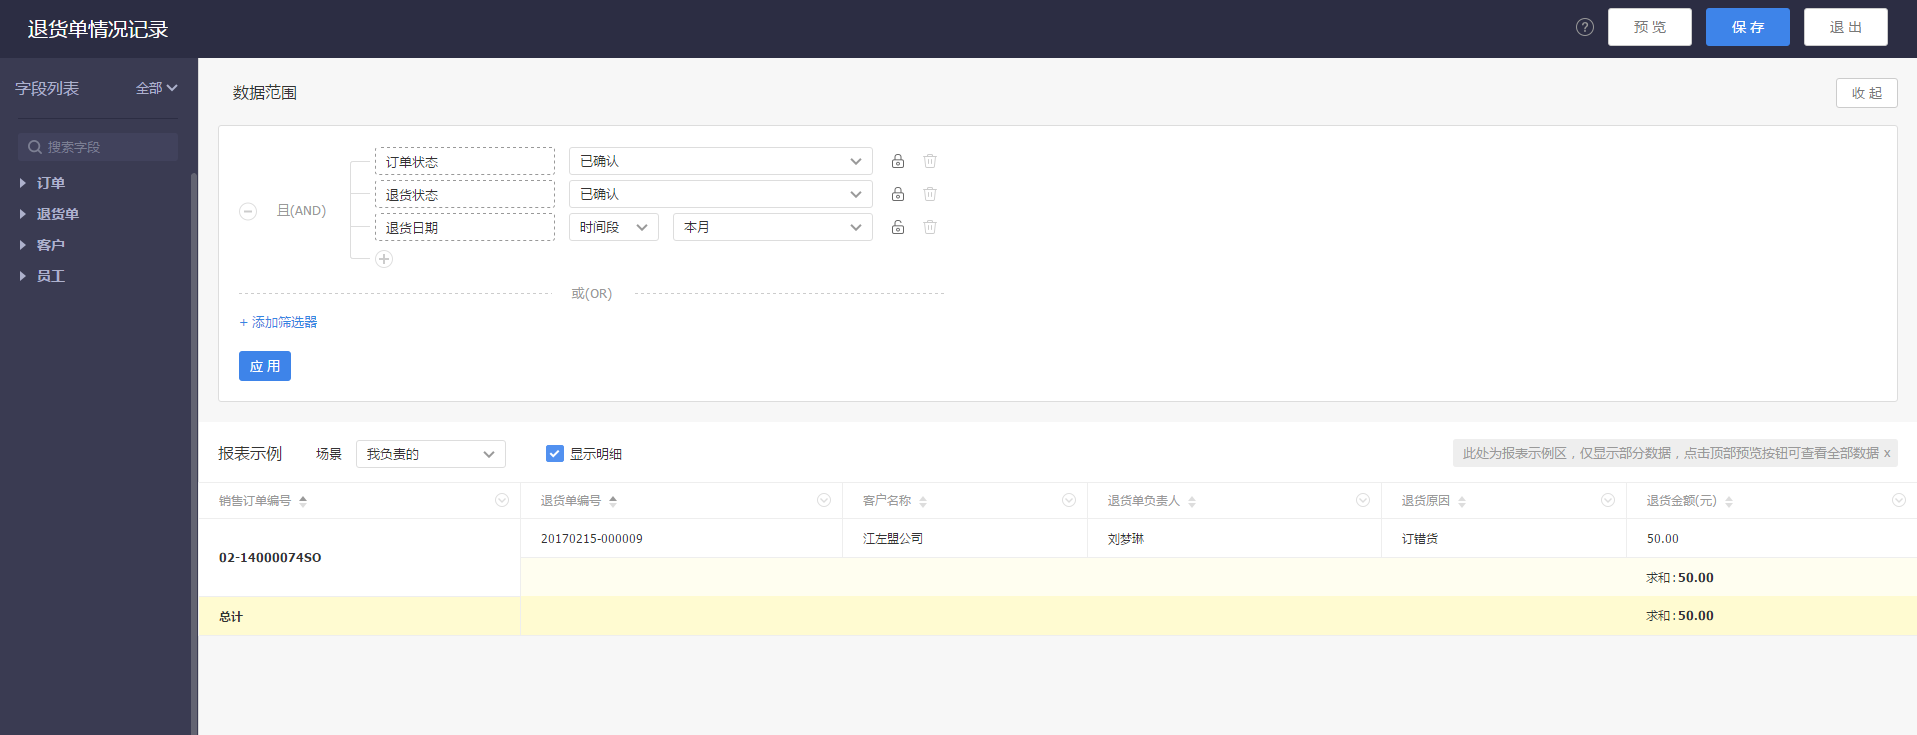 退货单情况记录
?
预 览
保 存
退 出
字段列表
全部
搜索字段
订单
退货单
客户
员工
数据范围
收 起
且(AND)
订单状态
已确认
退货状态
已确认
退货日期
时间段
本月
或(OR)
+ 添加筛选器
应 用
报表示例
场景
我负责的
显示明细
此处为报表示例区，仅显示部分数据，点击顶部预览按钮可查看全部数据 x
销售订单编号
退货单编号
客户名称
退货单负责人
退货原因
退货金额(元)
02-14000074SO
20170215-000009
江左盟公司
刘梦琳
订错货
50.00
求和:50.00
总计
求和:50.00